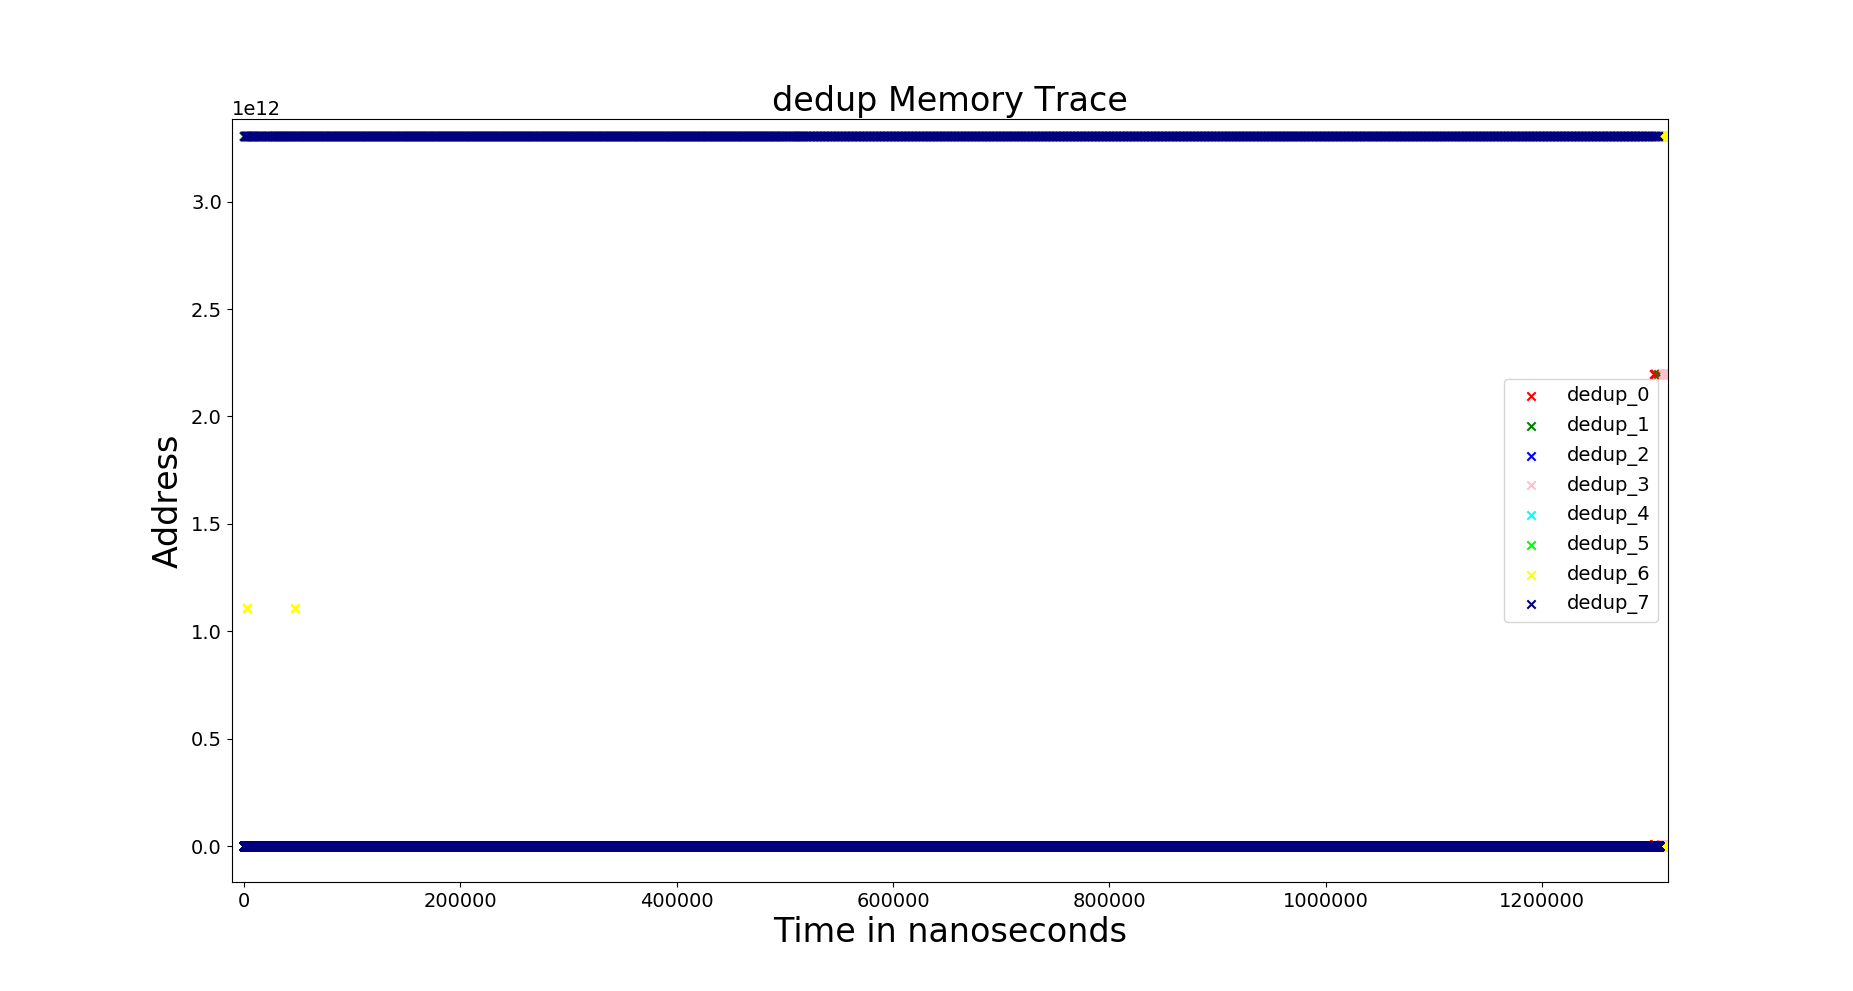 dedup Memory Trace
1e12
3.0
2.5
2.0
1.5
1.0
0.5
0.0
Address
dedup_0
dedup_1
dedup_2
dedup_3
dedup_4
dedup_5
dedup_6
dedup_7
0 200000 400000 600000 800000 1000000 1200000
Time in nanoseconds